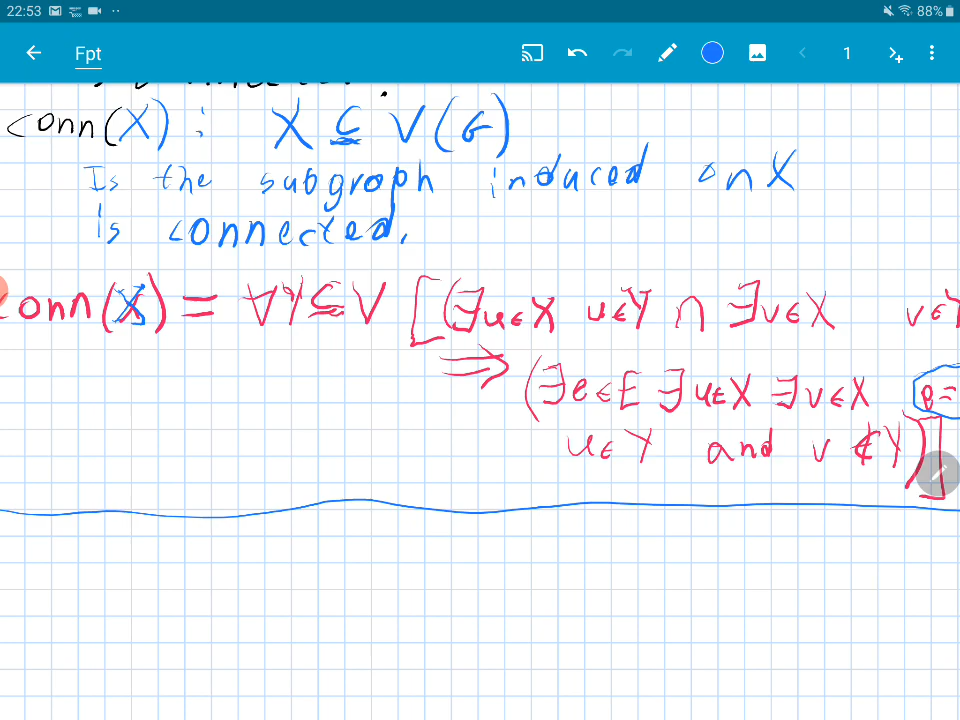 22:53 88%
Fpt 1
conn(X) : X ⊆ V(G)
Is the subgraph induced on X
is connected.
conn(X) = ∀Y⊆V [(∃u∈X u∈Y ∩ ∃v∈X v∈Y
⇒ (∃e∈E ∃u∈X ∃v∈X e=
u∈Y and v∉Y)]